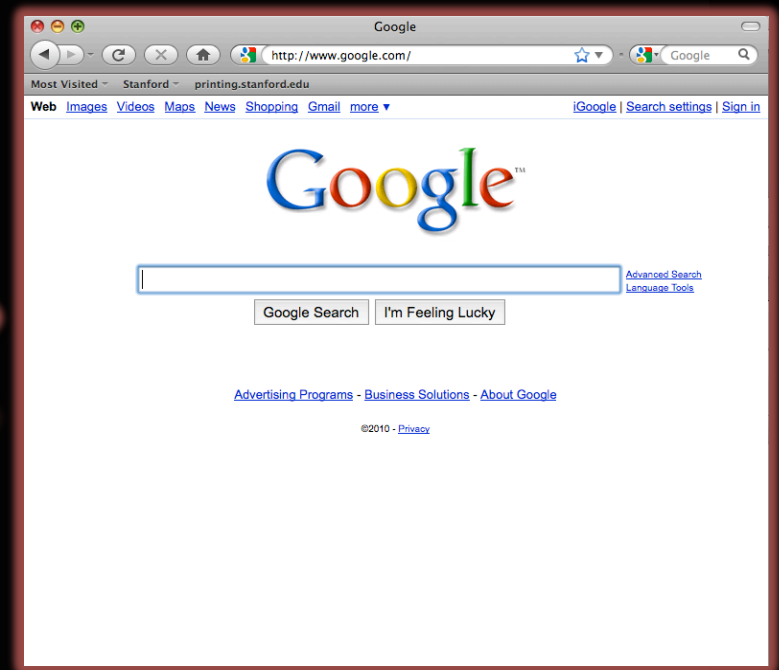 Google
http://www.google.com/ Google
Most Visited Stanford printing.stanford.edu
Web Images Videos Maps News Shopping Gmail more ▼ iGoogle | Search settings | Sign in
Google™
Advanced Search
Language Tools
Google Search I'm Feeling Lucky
Advertising Programs - Business Solutions - About Google
©2010 - Privacy